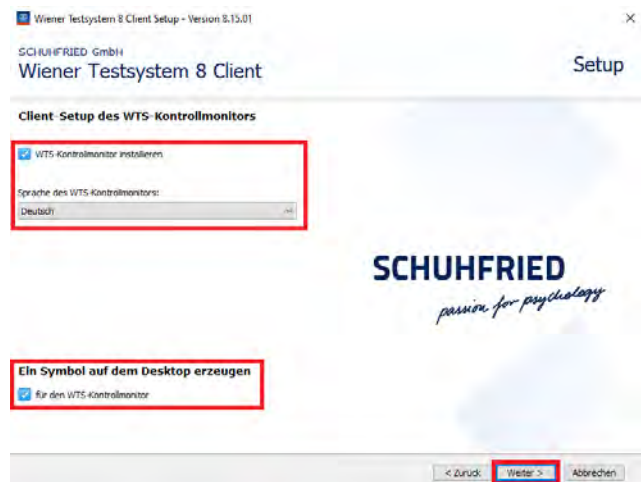 Wiener Testsystem 8 Client Setup - Version 8.15.01
SCHUHFRIED GmbH
Wiener Testsystem 8 Client
Setup
Client-Setup des WTS-Kontrollmonitors
WTS-Kontrollmonitor installieren
Sprache des WTS-Kontrollmonitors:
Deutsch
SCHUHFRIED
passion for psychology
Ein Symbol auf dem Desktop erzeugen
für den WTS-Kontrollmonitor
< Zurück
Weiter >
Abbrechen